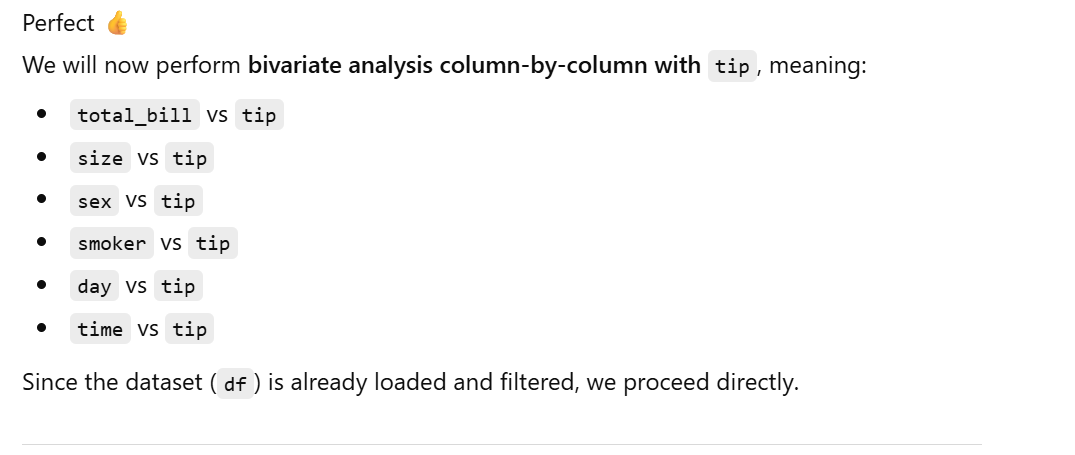 Perfect 👍
We will now perform bivariate analysis column-by-column with tip, meaning:
• total_bill vs tip
• size vs tip
• sex vs tip
• smoker vs tip
• day vs tip
• time vs tip
Since the dataset (df) is already loaded and filtered, we proceed directly.